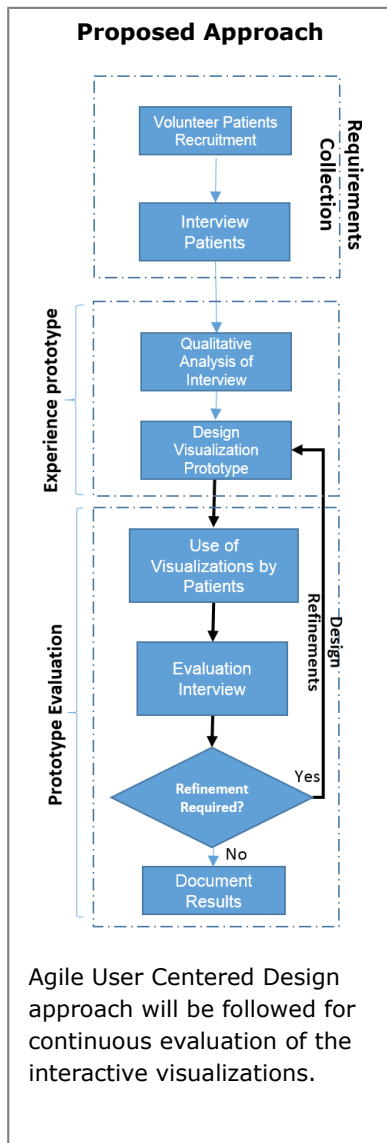 Proposed Approach
Volunteer Patients
Recruitment
Requirements
Collection
Interview
Patients
Experience prototype
Qualitative
Analysis of
Interview
Design
Visualization
Prototype
Prototype Evaluation
Use of
Visualizations by
Patients
Design
Refinements
Evaluation
Interview
Refinement
Required?
Yes
No
Document
Results
Agile User Centered Design
approach will be followed for
continuous evaluation of the
interactive visualizations.